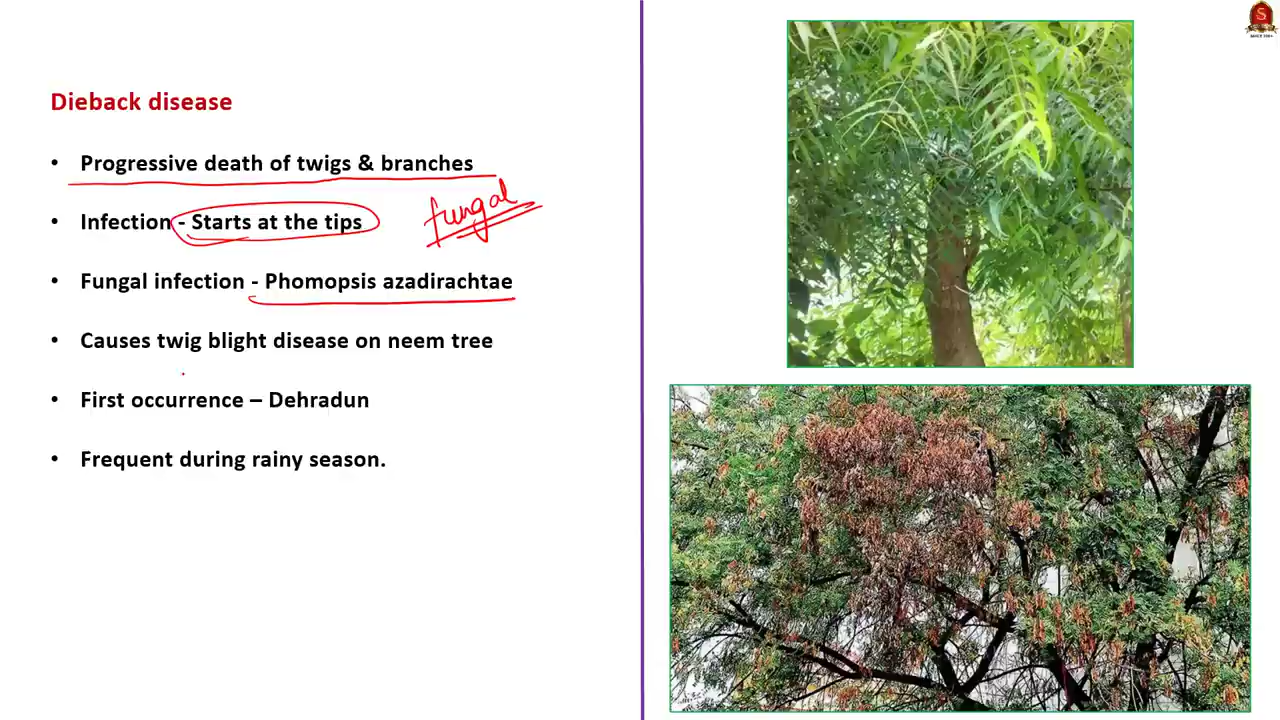 Dieback disease
• Progressive death of twigs & branches
• Infection - Starts at the tips
fungal
• Fungal infection - Phomopsis azadirachtae
• Causes twig blight disease on neem tree
• First occurrence – Dehradun
• Frequent during rainy season.
S